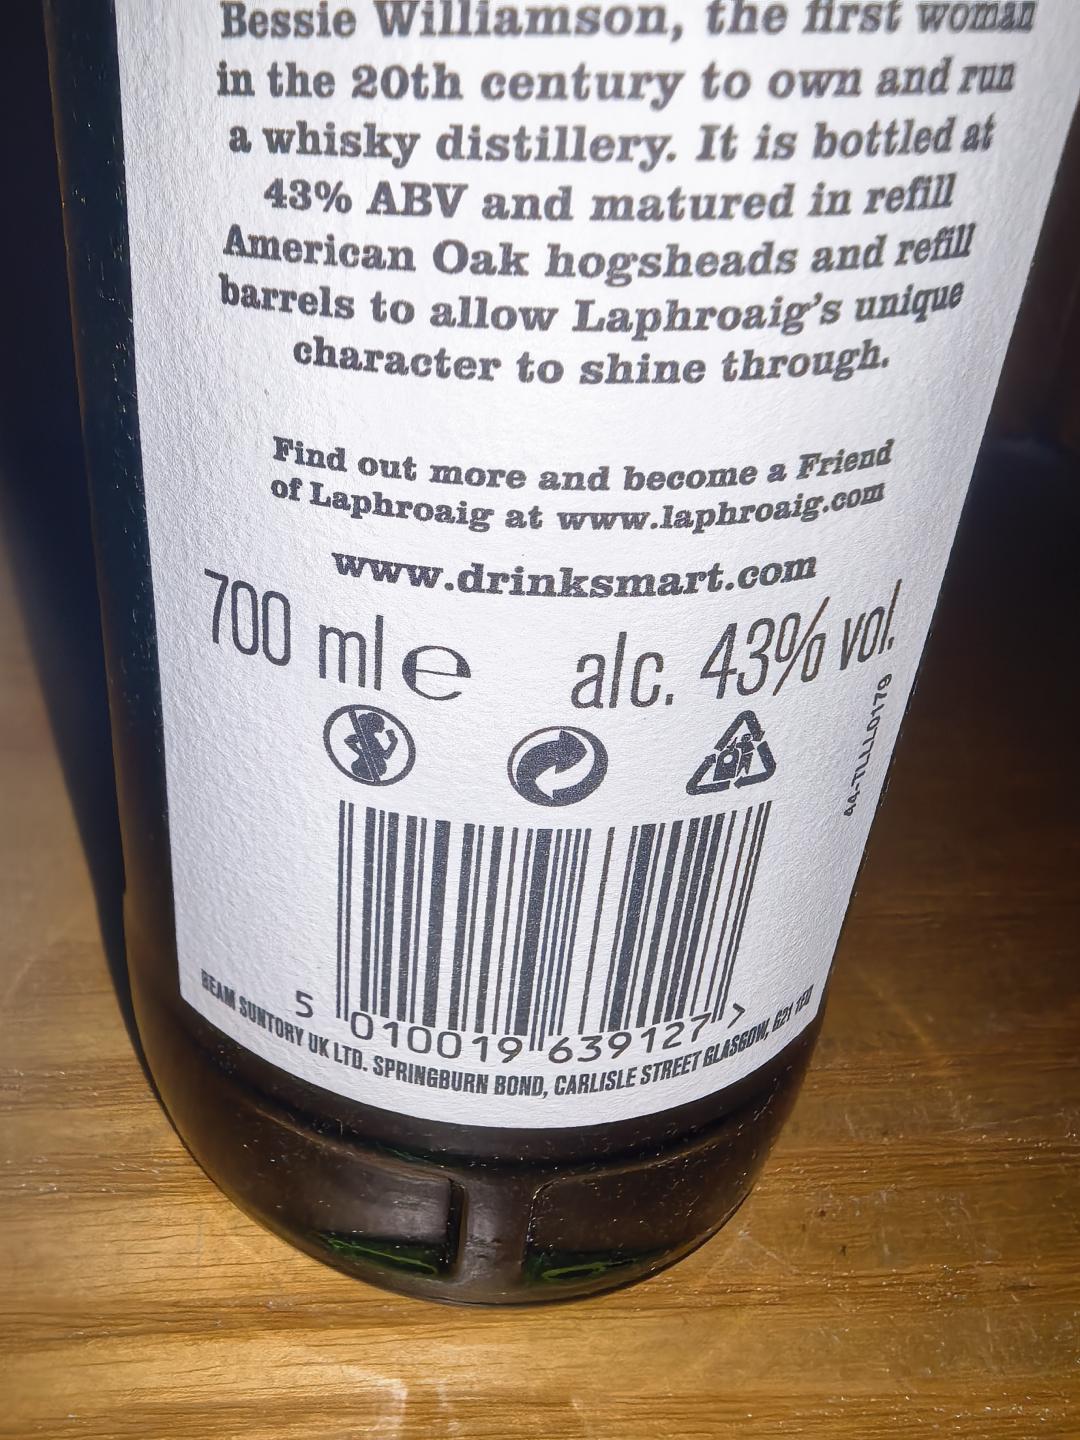 Bessie Williamson, the first woman
in the 20th century to own and run
a whisky distillery. It is bottled at
43% ABV and matured in refill
American Oak hogsheads and refill
barrels to allow Laphroaig's unique
character to shine through.
Find out more and become a Friend
of Laphroaig at www.laphroaig.com
www.drinksmart.com
700 ml e alc. 43% vol.
44-TLLL0179
5 010019 639127 >
BEAM SUNTORY UK LTD. SPRINGBURN BOND, CARLISLE STREET GLASGOW, G21 1EQ